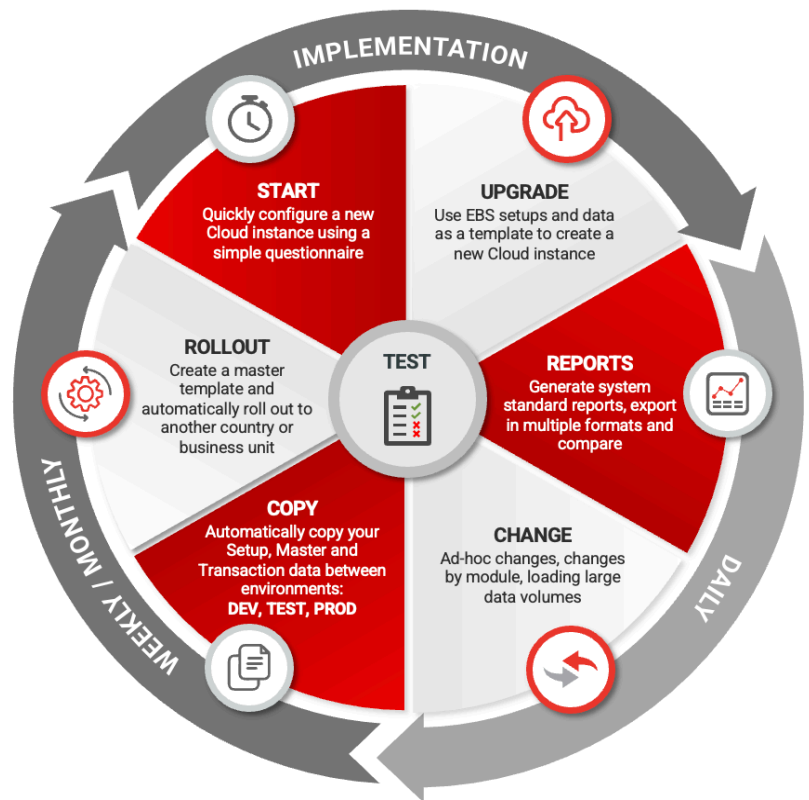 IMPLEMENTATION
START
Quickly configure a new
Cloud instance using a
simple questionnaire
UPGRADE
Use EBS setups and data
as a template to create a
new Cloud instance
ROLLOUT
Create a master
template and
automatically roll out to
another country or
business unit
TEST
REPORTS
Generate system
standard reports, export
in multiple formats and
compare
COPY
Automatically copy your
Setup, Master and
Transaction data between
environments:
DEV, TEST, PROD
CHANGE
Ad-hoc changes, changes
by module, loading large
data volumes
WEEKLY / MONTHLY
DAILY